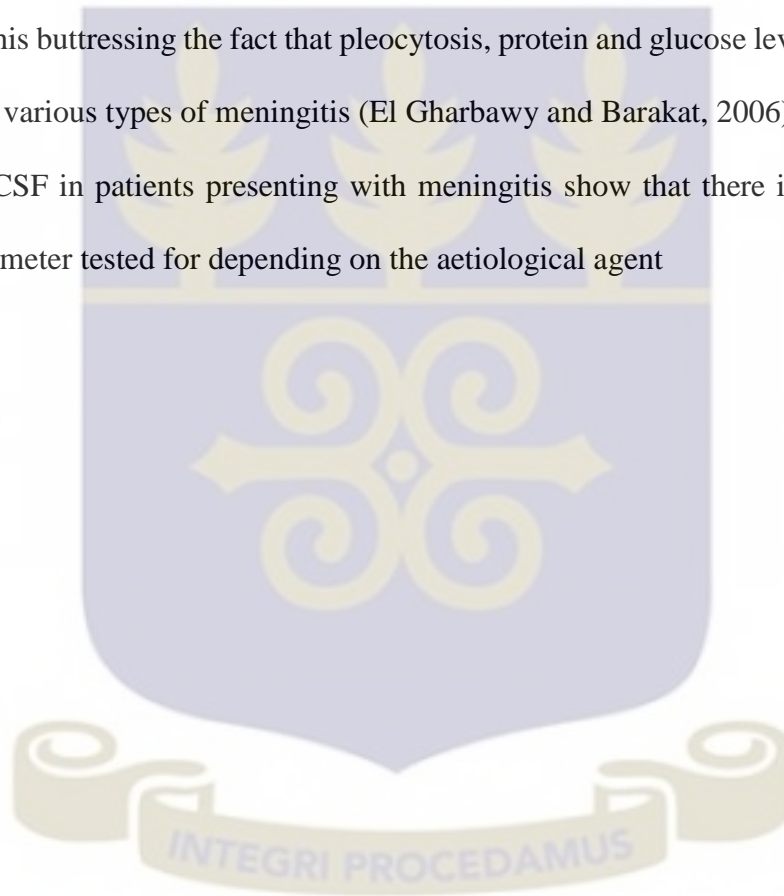 his buttressing the fact that pleocytosis, protein and glucose lev
various types of meningitis (El Gharbawy and Barakat, 2006)
CSF in patients presenting with meningitis show that there i
meter tested for depending on the aetiological agent
INTEGRI PROCEDAMUS